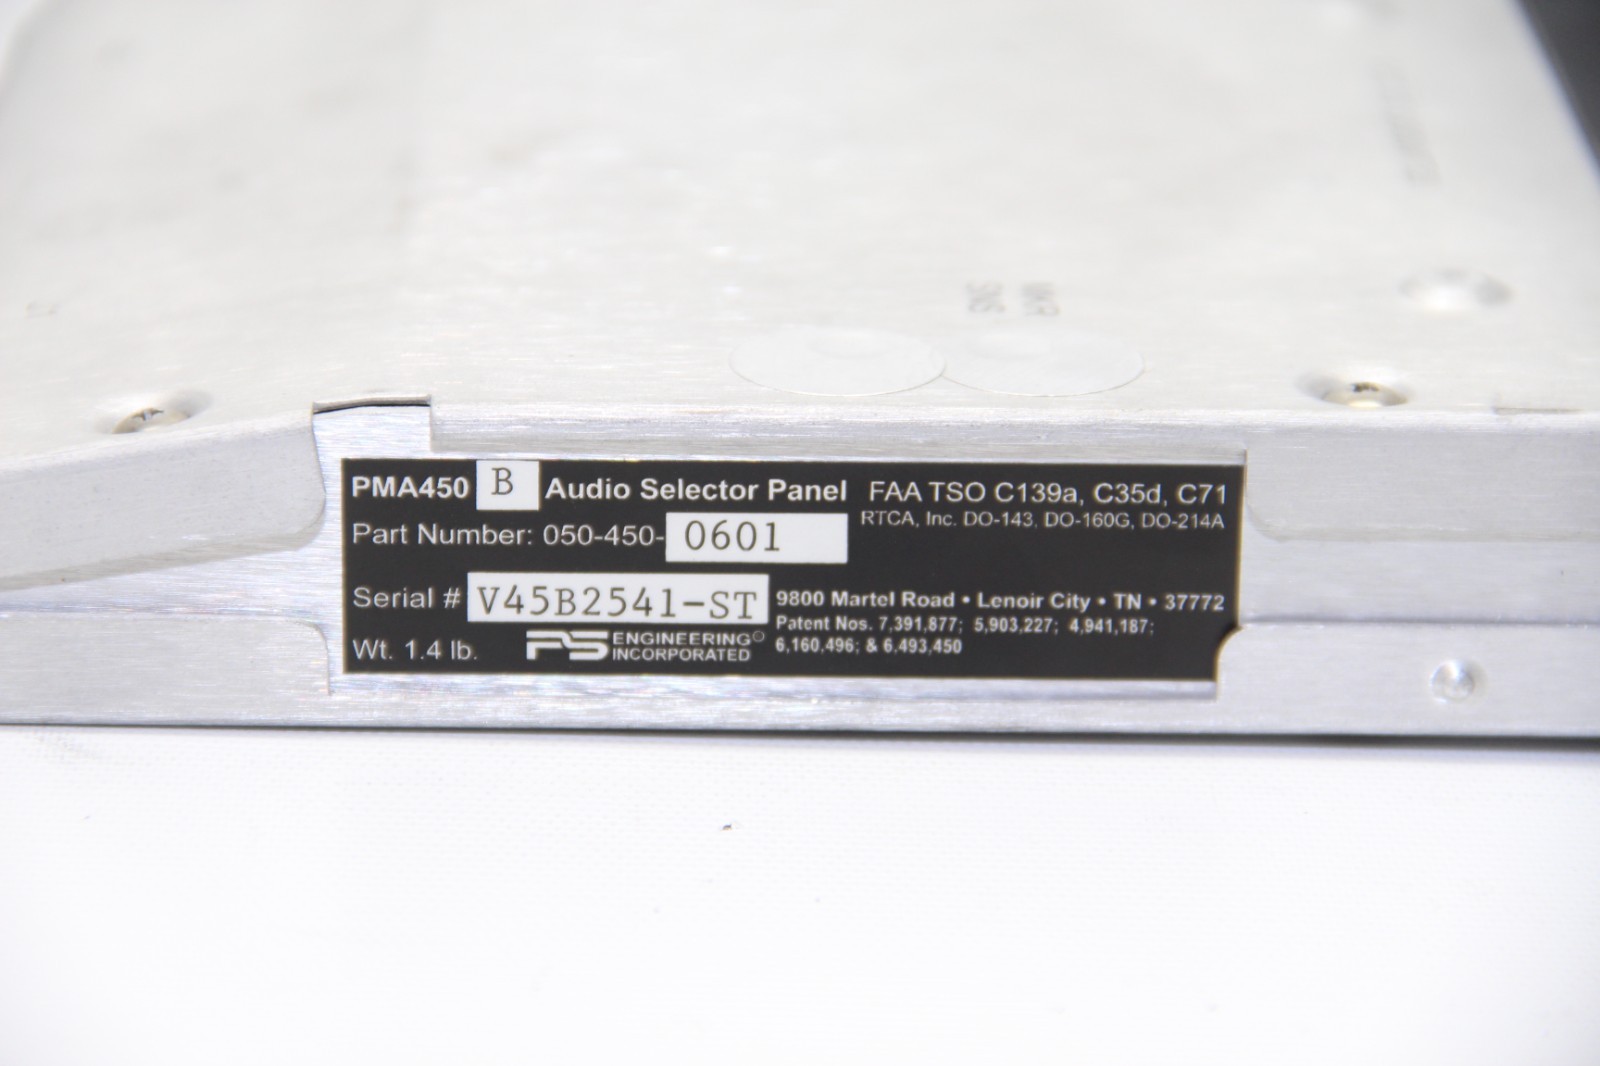 PMA450 B Audio Selector Panel FAA TSO C139a, C35d, C71
RTCA, Inc. DO-143, DO-160G, DO-214A
Part Number: 050-450-0601
Serial # V45B2541-ST
9800 Martel Road • Lenoir City • TN • 37772
Patent Nos. 7,391,877; 5,903,227; 4,941,187;
6,160,496; & 6,493,450
Wt. 1.4 lb.
PS ENGINEERING®
INCORPORATED